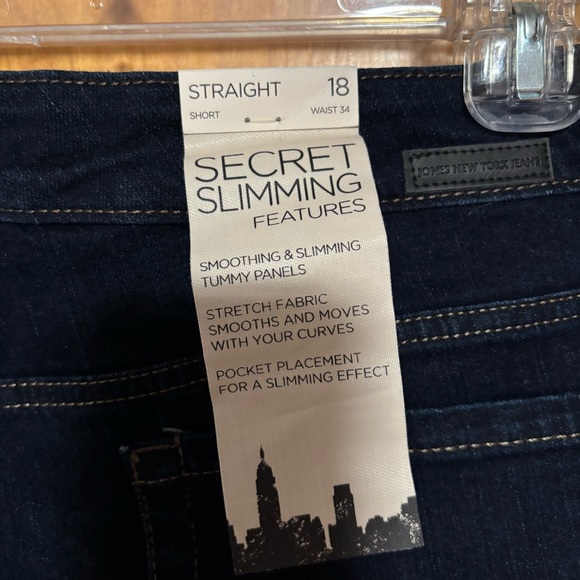 STRAIGHT 18
SHORT WAIST 34
SECRET
SLIMMING
FEATURES
SMOOTHING & SLIMMING
TUMMY PANELS
STRETCH FABRIC
SMOOTHS AND MOVES
WITH YOUR CURVES
POCKET PLACEMENT
FOR A SLIMMING EFFECT
JONES NEW YORK JEANS